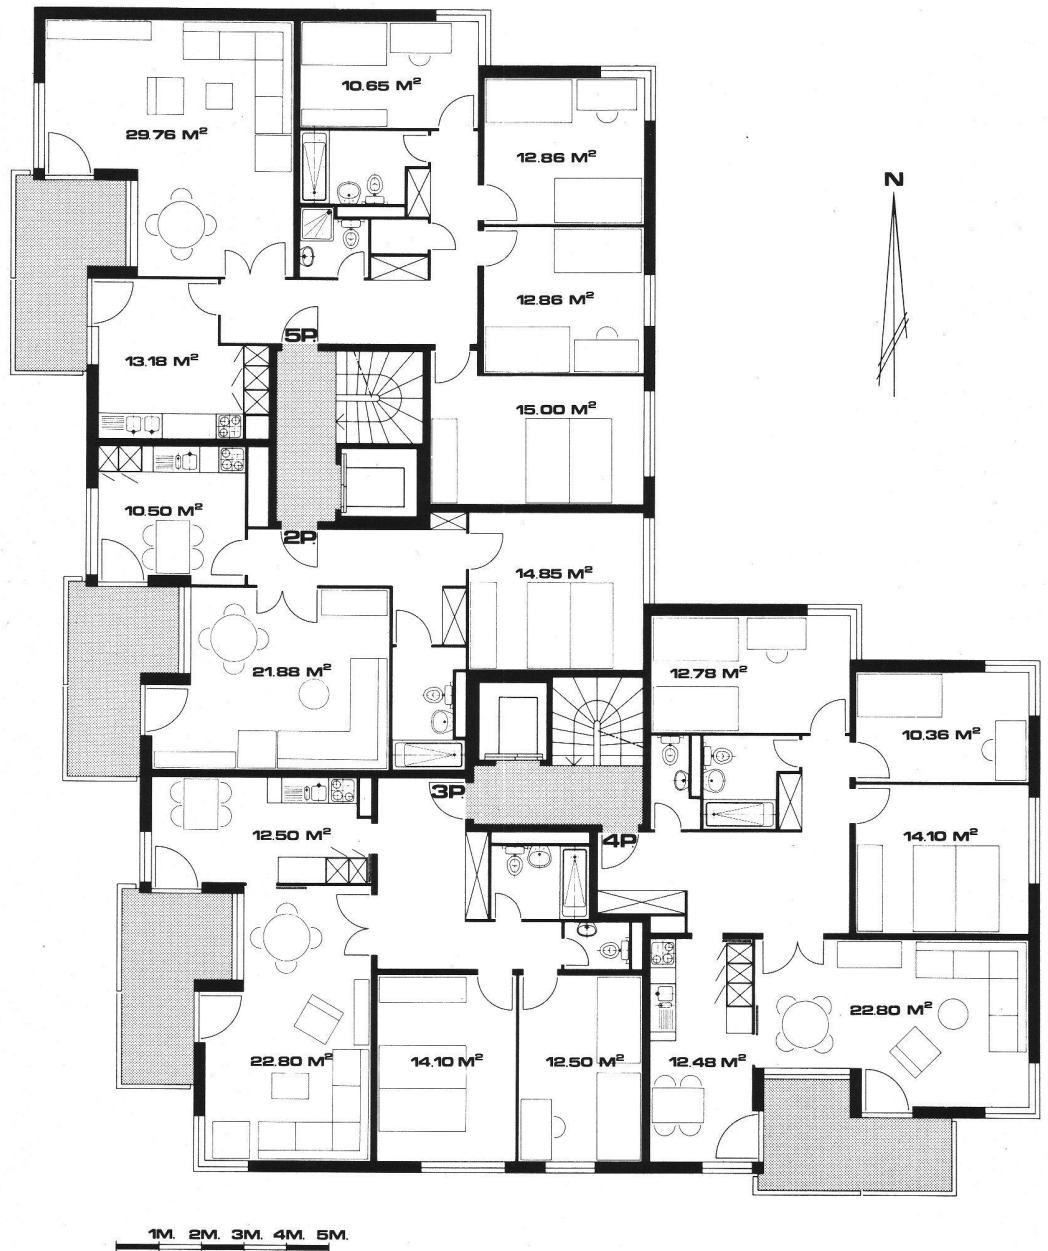 10.65 M²
29.76 M²
12.86 M²
N
12.86 M²
5P.
13.18 M²
15.00 M²
10.50 M²
2P.
14.85 M²
21.88 M²
12.78 M²
10.36 M²
3P.
12.50 M²
4P.
14.10 M²
22.80 M²
22.80 M²
14.10 M²
12.50 M²
12.48 M²
1M. 2M. 3M. 4M. 5M.